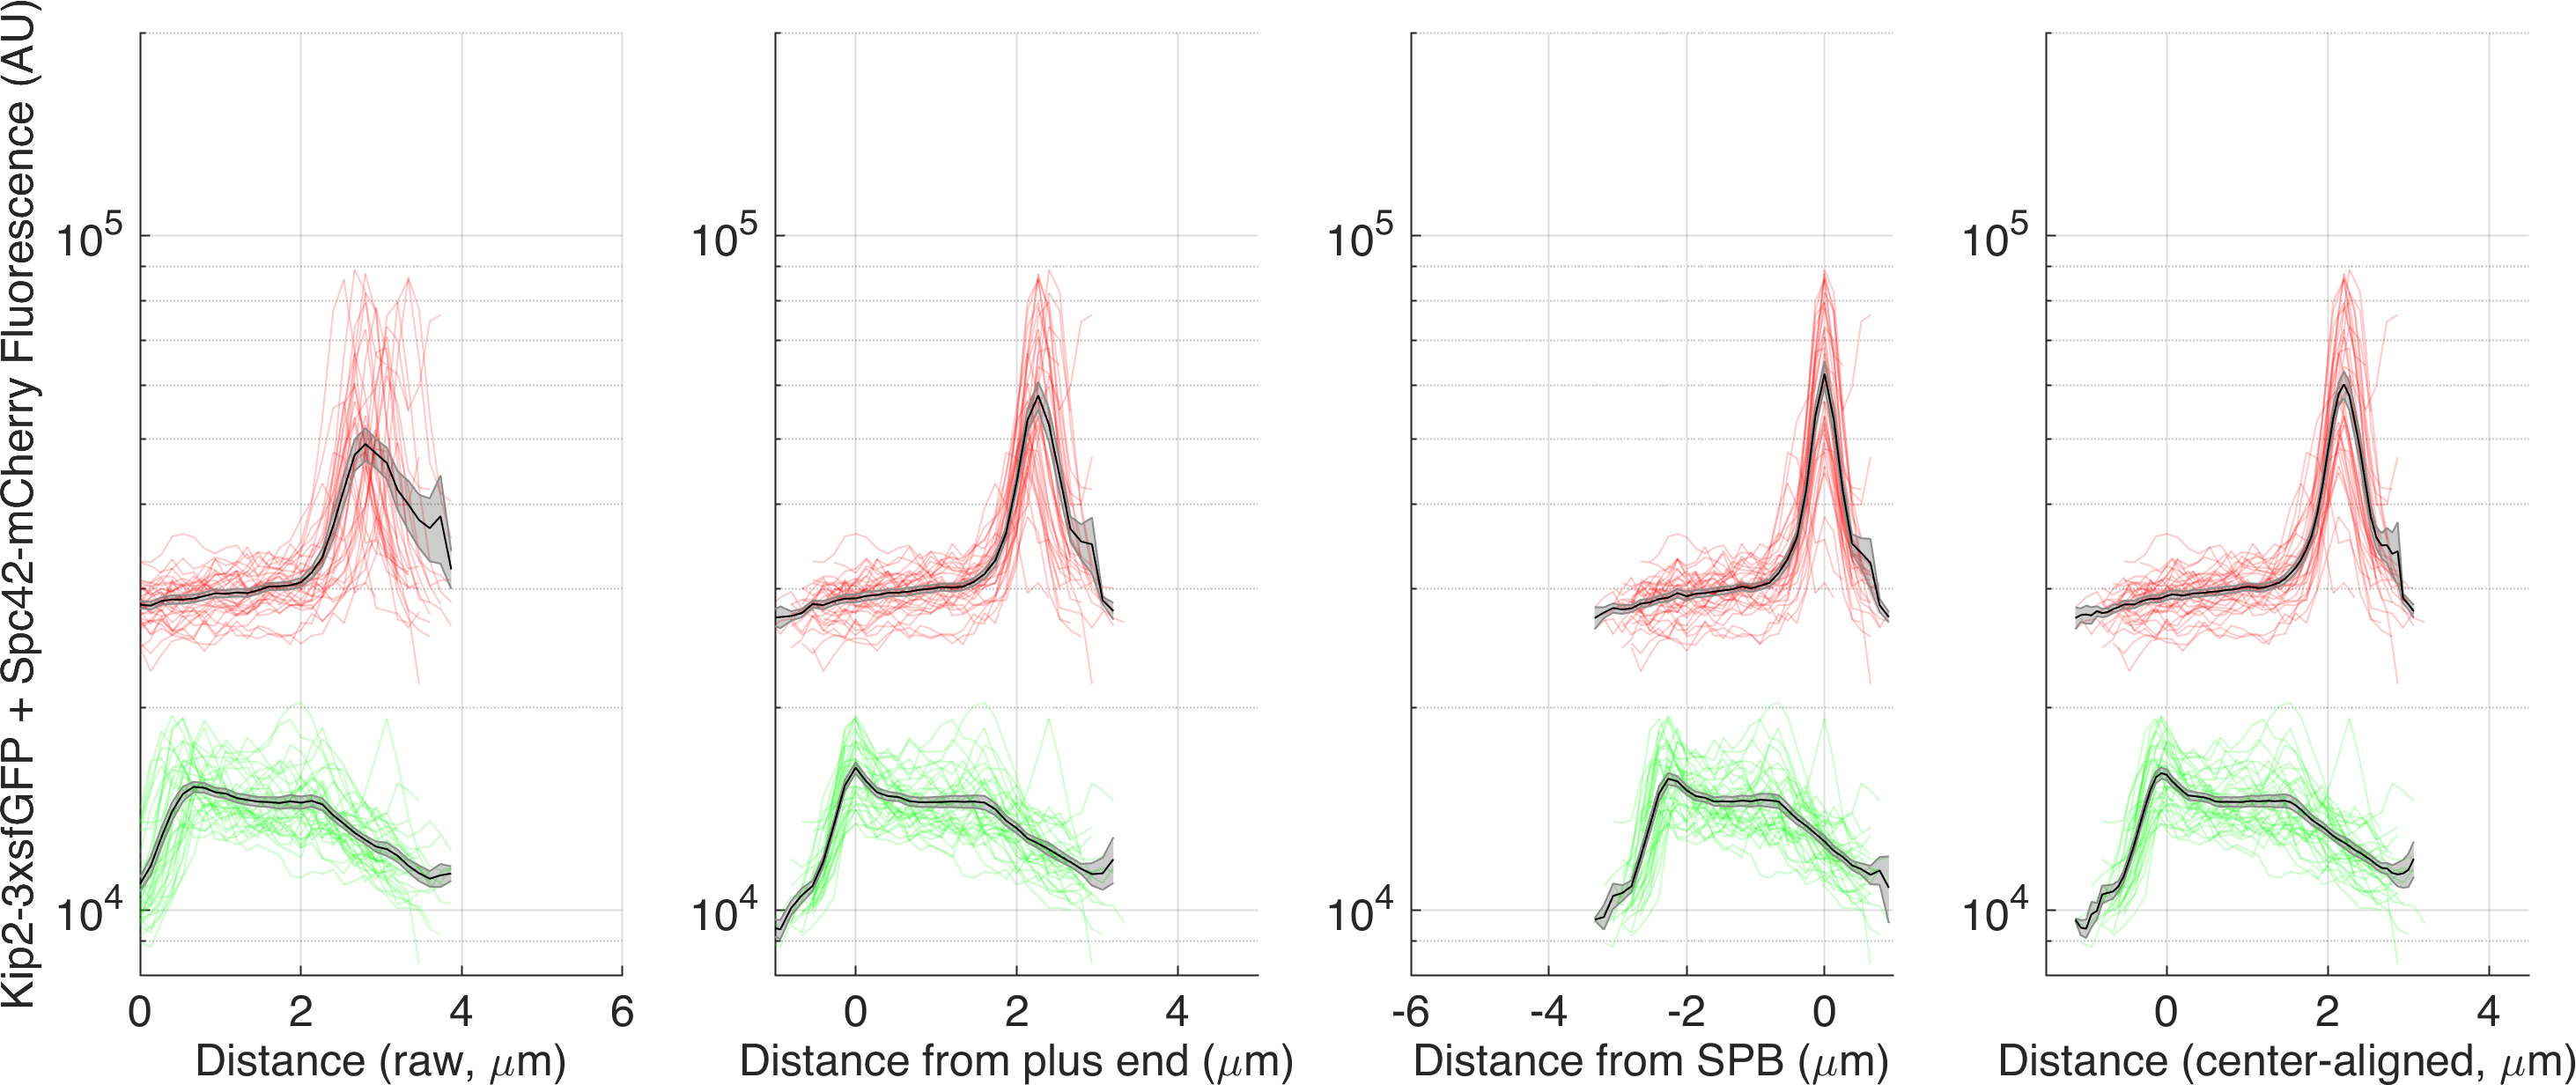 Kip2-3xsfGFP + Spc42-mCherry Fluorescence (AU)
10^5
10^4
0 2 4 6
Distance (raw, μm)
10^5
10^4
0 2 4
Distance from plus end (μm)
10^5
10^4
-6 -4 -2 0
Distance from SPB (μm)
10^5
10^4
0 2 4
Distance (center-aligned, μm)